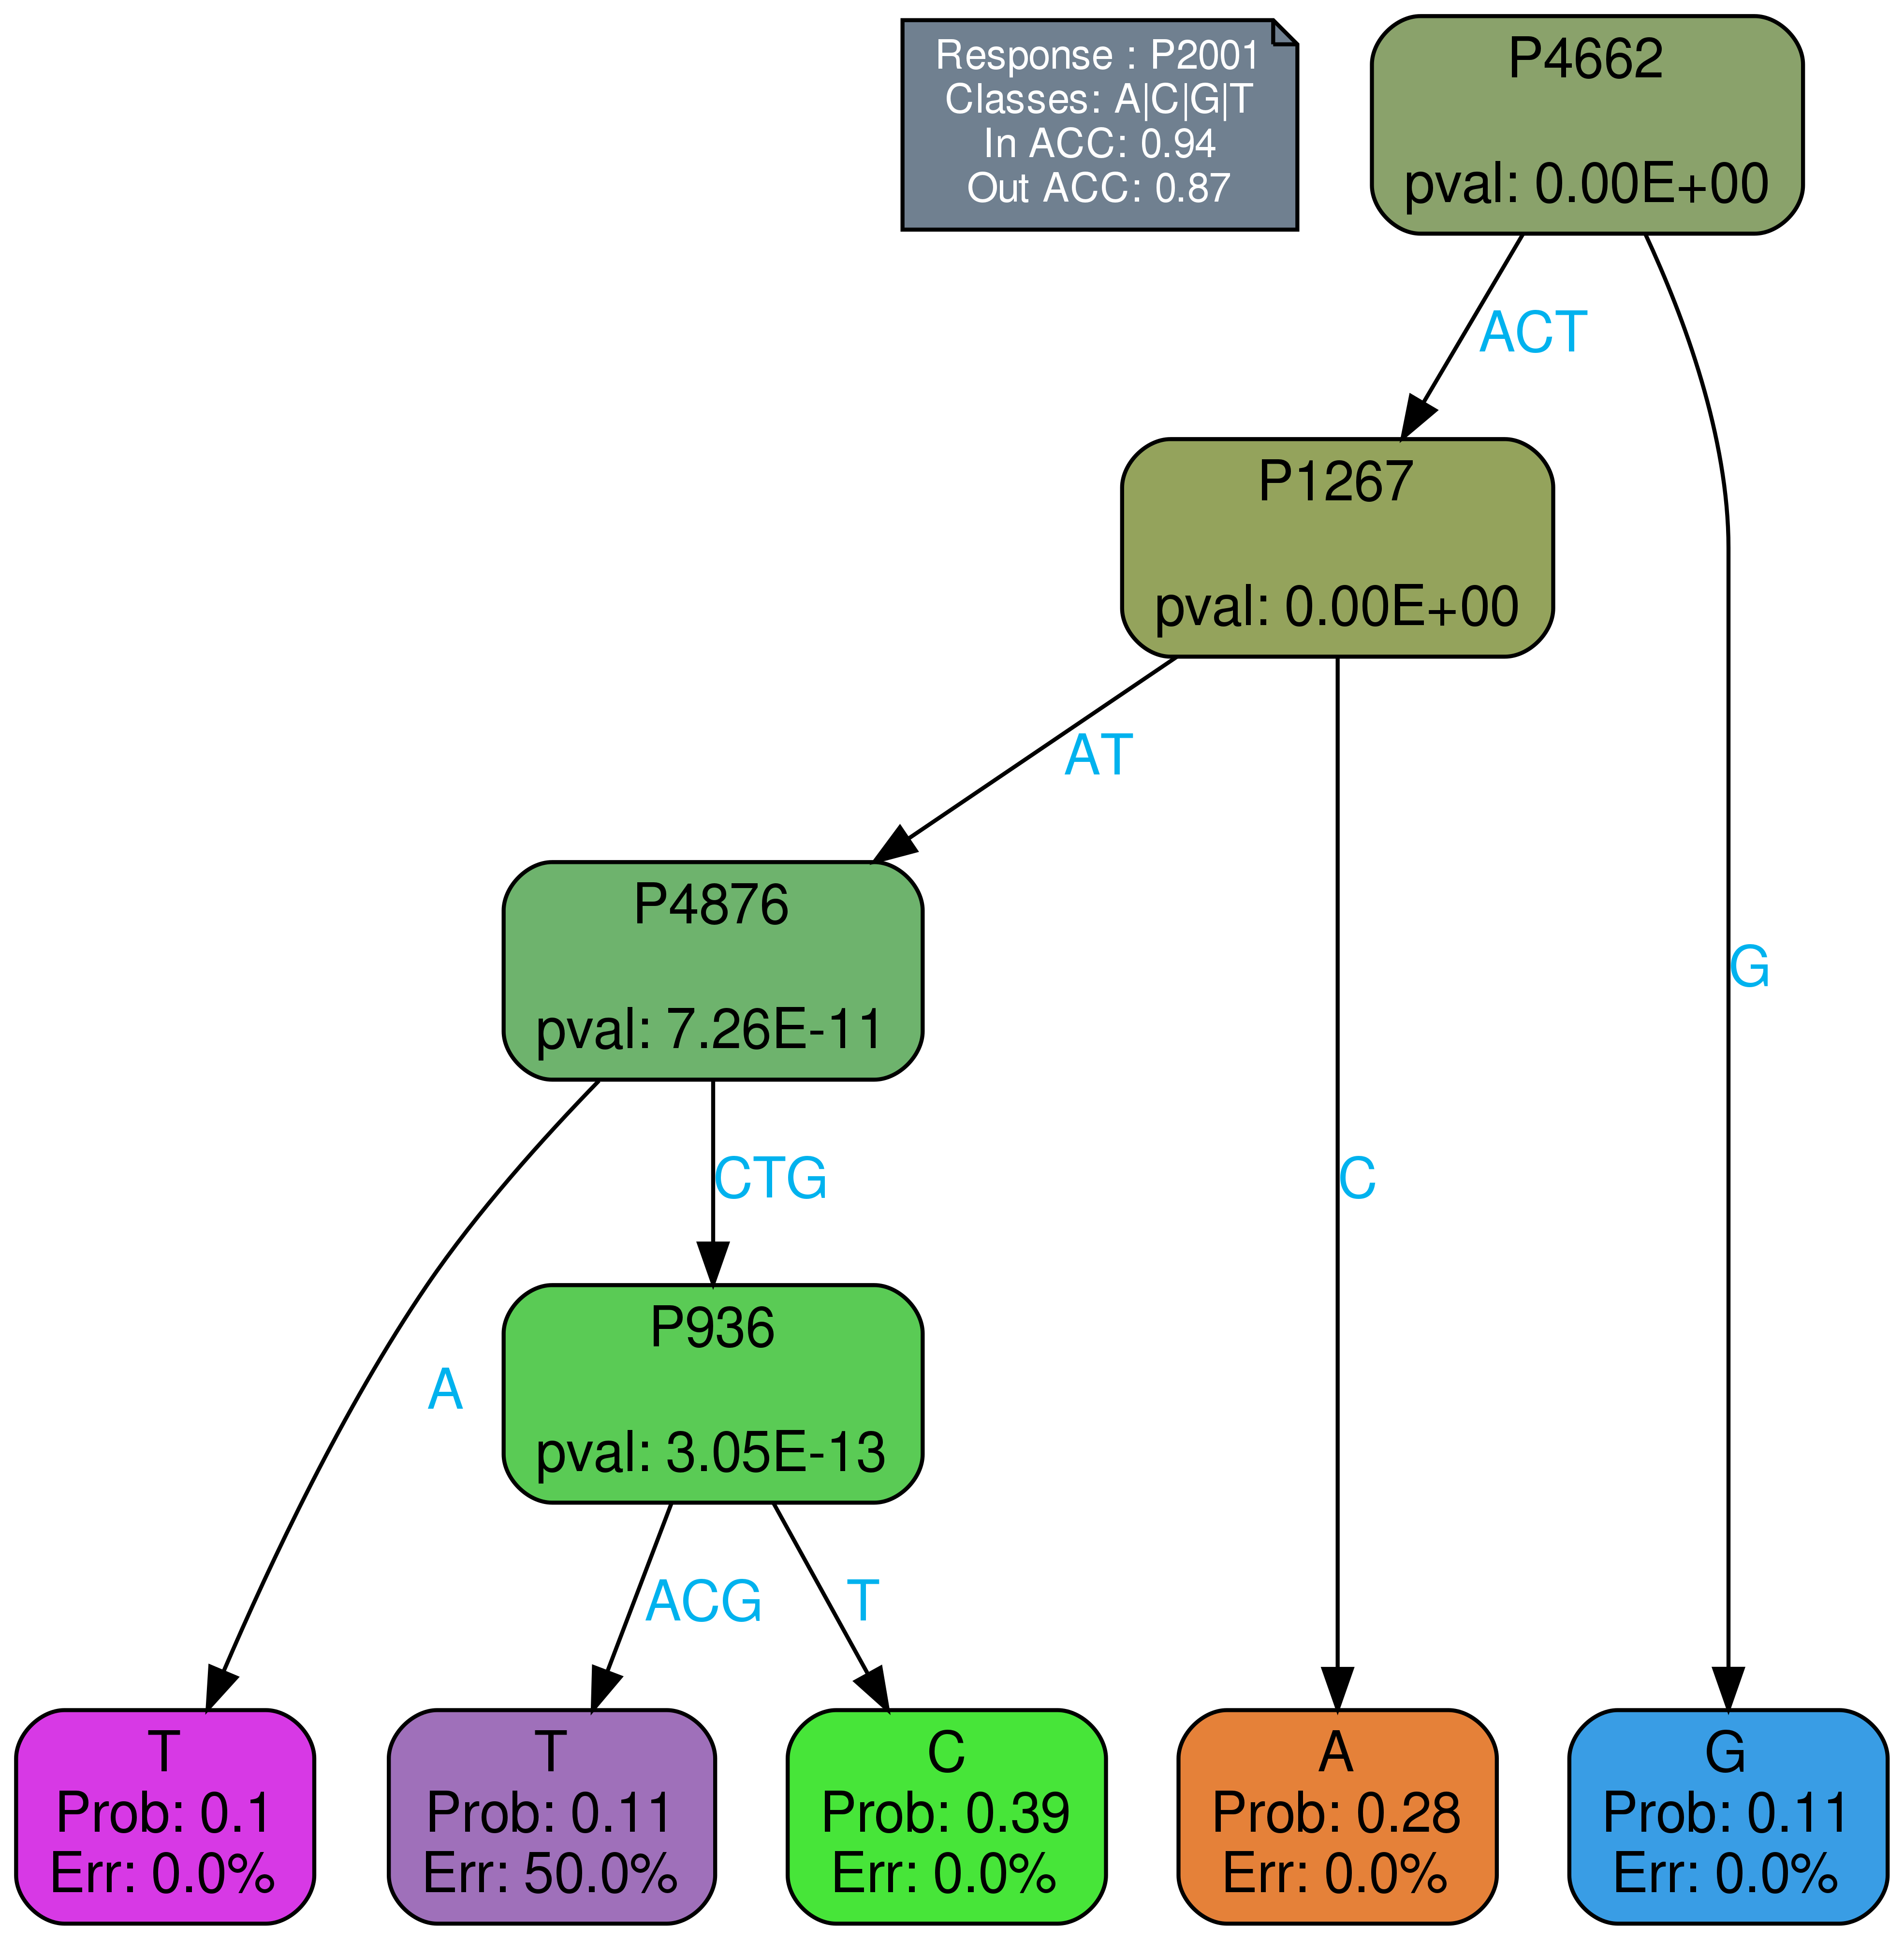 Response : P2001
Classes: A|C|G|T
In ACC: 0.94
Out ACC: 0.87
P4662
pval: 0.00E+00
ACT
P1267
pval: 0.00E+00
AT
P4876
pval: 7.26E-11
G
CTG
C
P936
pval: 3.05E-13
A
ACG
T
T
Prob: 0.1
Err: 0.0%
T
Prob: 0.11
Err: 50.0%
C
Prob: 0.39
Err: 0.0%
A
Prob: 0.28
Err: 0.0%
G
Prob: 0.11
Err: 0.0%